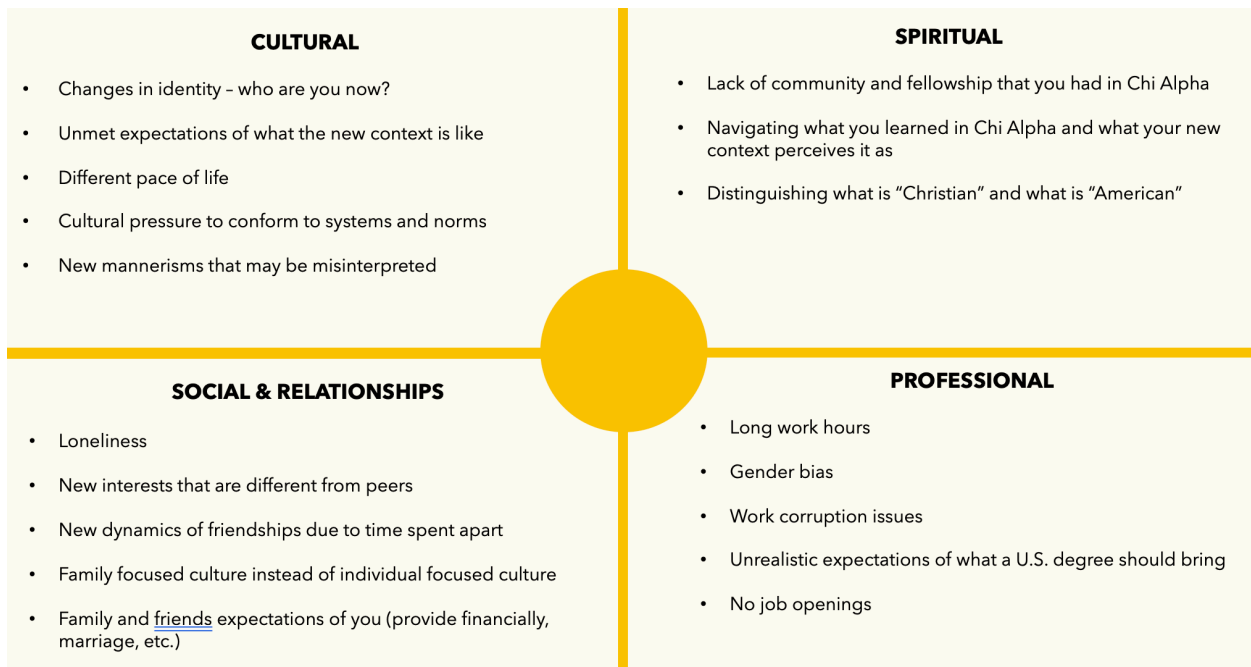 CULTURAL
• Changes in identity – who are you now?
• Unmet expectations of what the new context is like
• Different pace of life
• Cultural pressure to conform to systems and norms
• New mannerisms that may be misinterpreted
SPIRITUAL
• Lack of community and fellowship that you had in Chi Alpha
• Navigating what you learned in Chi Alpha and what your new
context perceives it as
• Distinguishing what is “Christian” and what is “American”
SOCIAL & RELATIONSHIPS
• Loneliness
• New interests that are different from peers
• New dynamics of friendships due to time spent apart
• Family focused culture instead of individual focused culture
• Family and friends expectations of you (provide financially,
marriage, etc.)
PROFESSIONAL
• Long work hours
• Gender bias
• Work corruption issues
• Unrealistic expectations of what a U.S. degree should bring
• No job openings